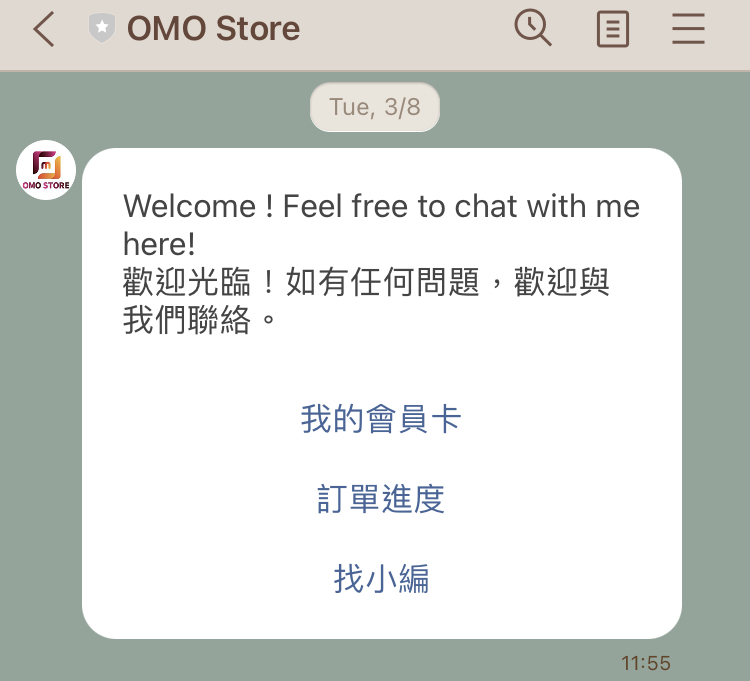 OMO Store
Tue, 3/8
OMO STORE
Welcome ! Feel free to chat with me
here!
歡迎光臨！如有任何問題，歡迎與
我們聯絡。
我的會員卡
訂單進度
找小編
11:55